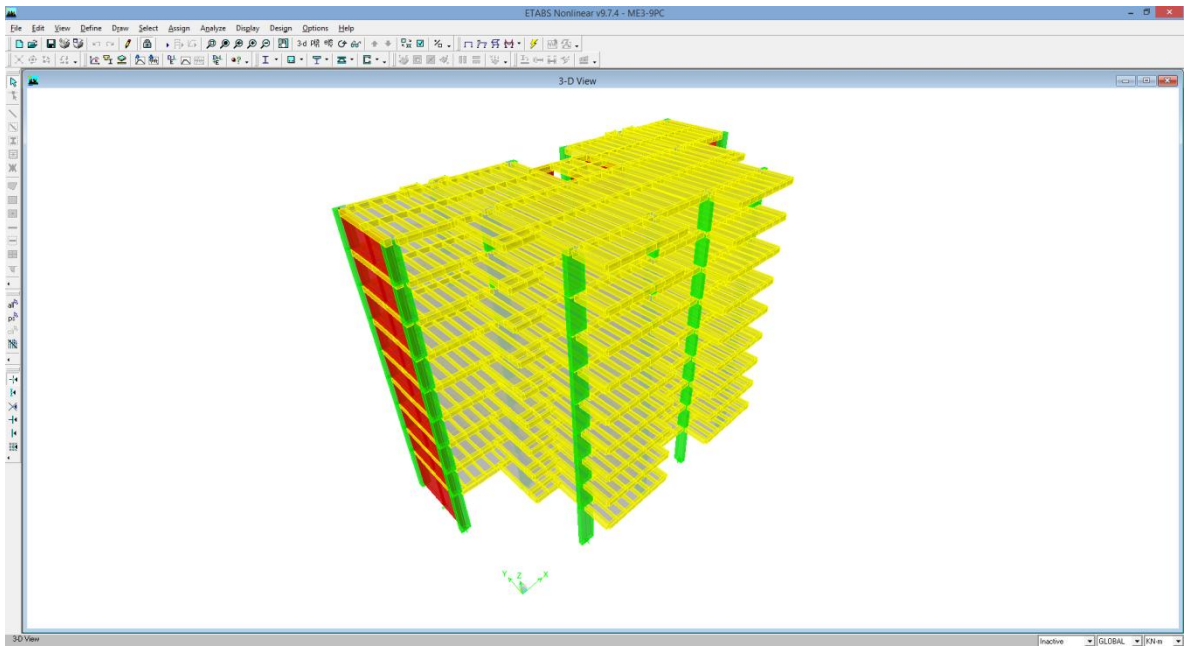 ETABS Nonlinear v9.7.4 - ME3-9PC
File Edit View Define Draw Select Assign Analyze Display Design Options Help
3-d
3-D View
Y Z X
3-D View
Inactive GLOBAL KN-m